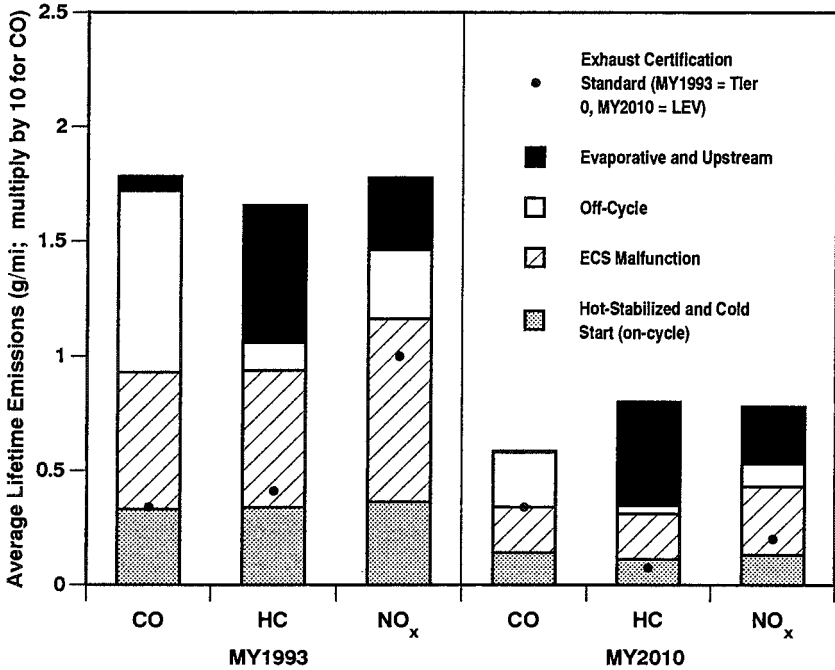 Average Lifetime Emissions (g/mi; multiply by 10 for CO)
2.5
2
1.5
1
0.5
0
Exhaust Certification
Standard (MY1993 = Tier
0, MY2010 = LEV)
Evaporative and Upstream
Off-Cycle
ECS Malfunction
Hot-Stabilized and Cold
Start (on-cycle)
CO HC NOx CO HC NOx
MY1993 MY2010